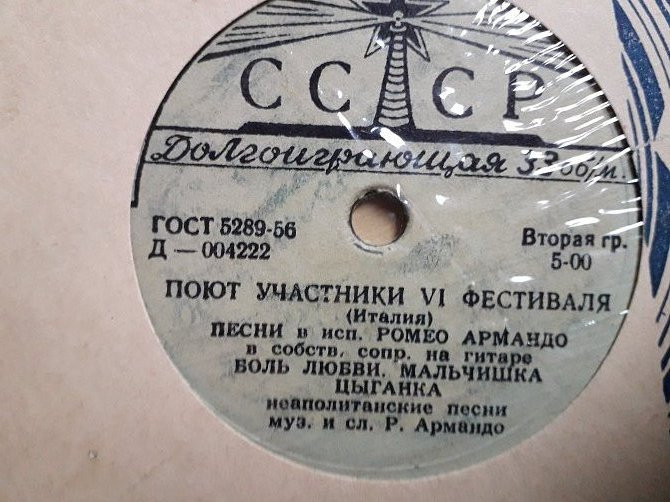 СССР
Долгоиграющая 33 об/м.
ГОСТ 5289-56
Д — 004222
Вторая гр.
5-00
ПОЮТ УЧАСТНИКИ VI ФЕСТИВАЛЯ
(Италия)
ПЕСНИ в исп. РОМЕО АРМАНДО
в собств. сопр. на гитаре
БОЛЬ ЛЮБВИ. МАЛЬЧИШКА
ЦЫГАНКА
неаполитанские песни
муз. и сл. Р. Армандо